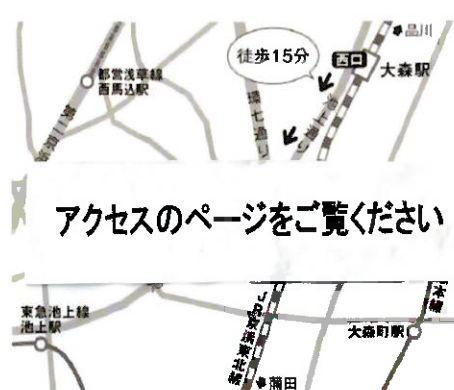 品川
徒歩15分
西口
大森駅
都営浅草線
西馬込駅
環七通り
池上通り
アクセスのページをご覧ください
東急池上線
池上駅
JR京浜東北線
大森町駅
本線
蒲田